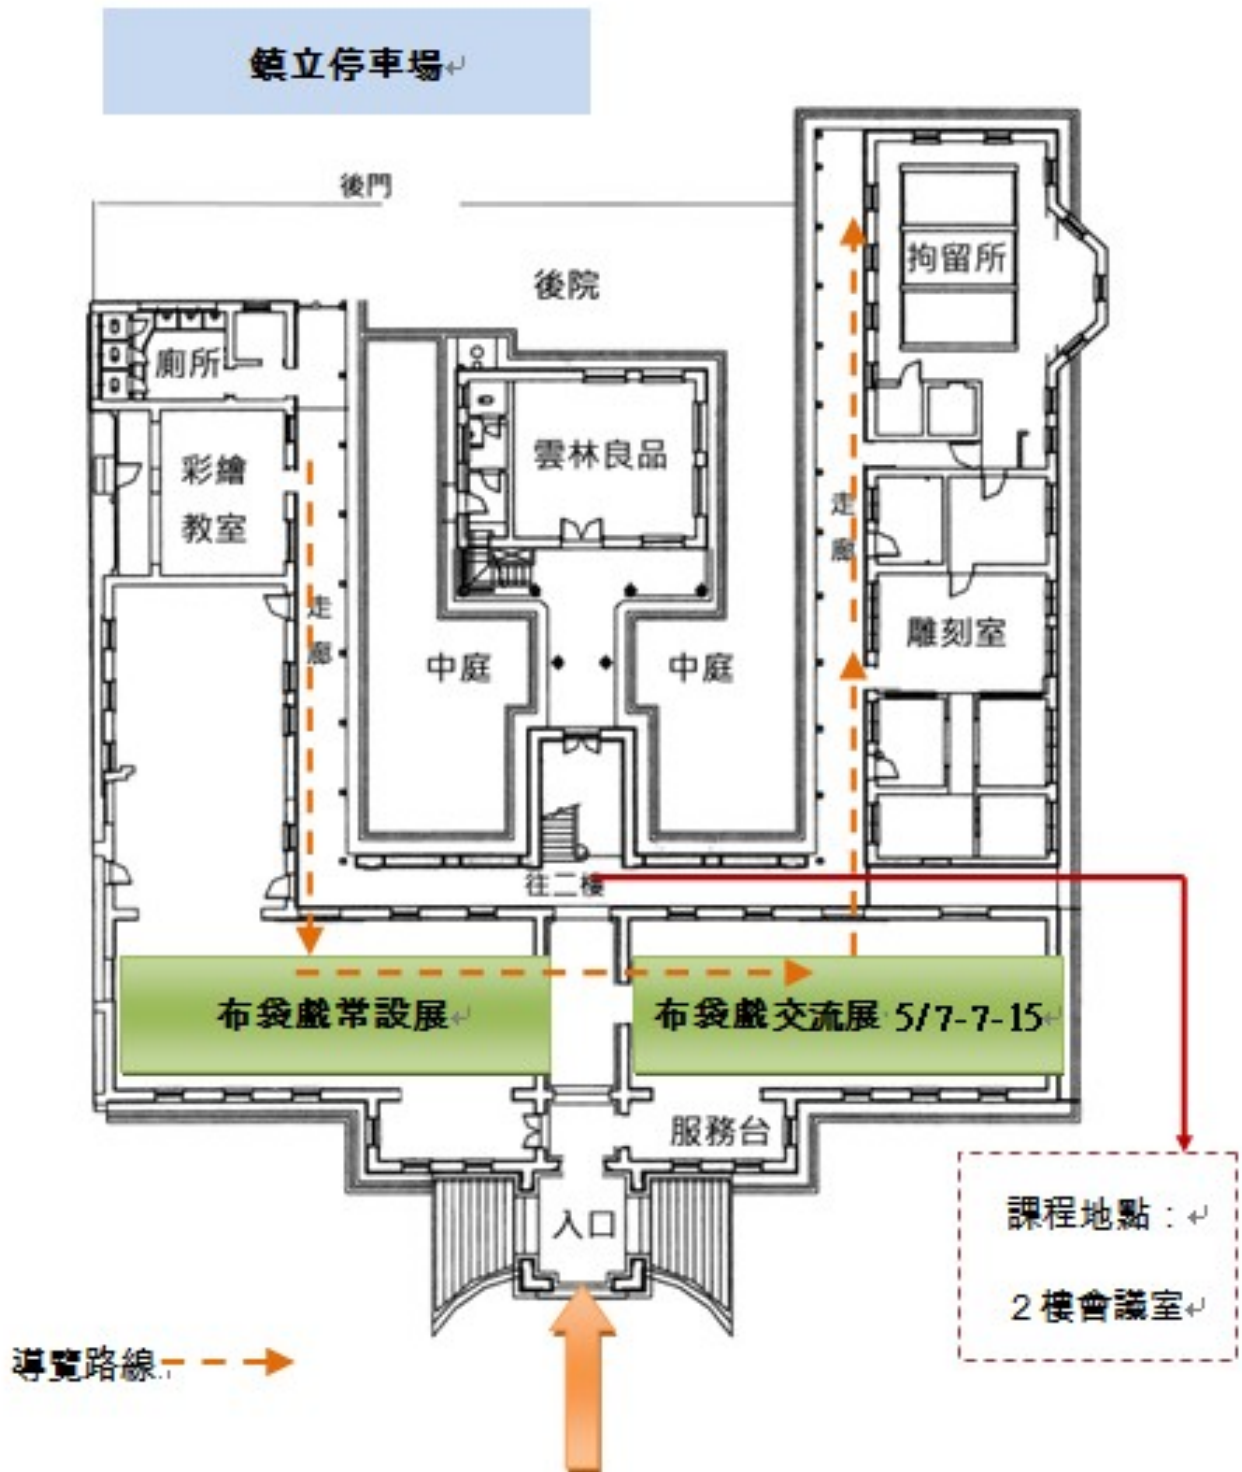 鎮立停車場
後門
後院
拘留所
廁所
雲林良品
彩繪
教室
走
廊
走
廊
雕刻室
中庭
中庭
往二樓
布袋戲常設展
布袋戲交流展 5/7-7-15
服務台
入口
課程地點：
2樓會議室
導覽路線